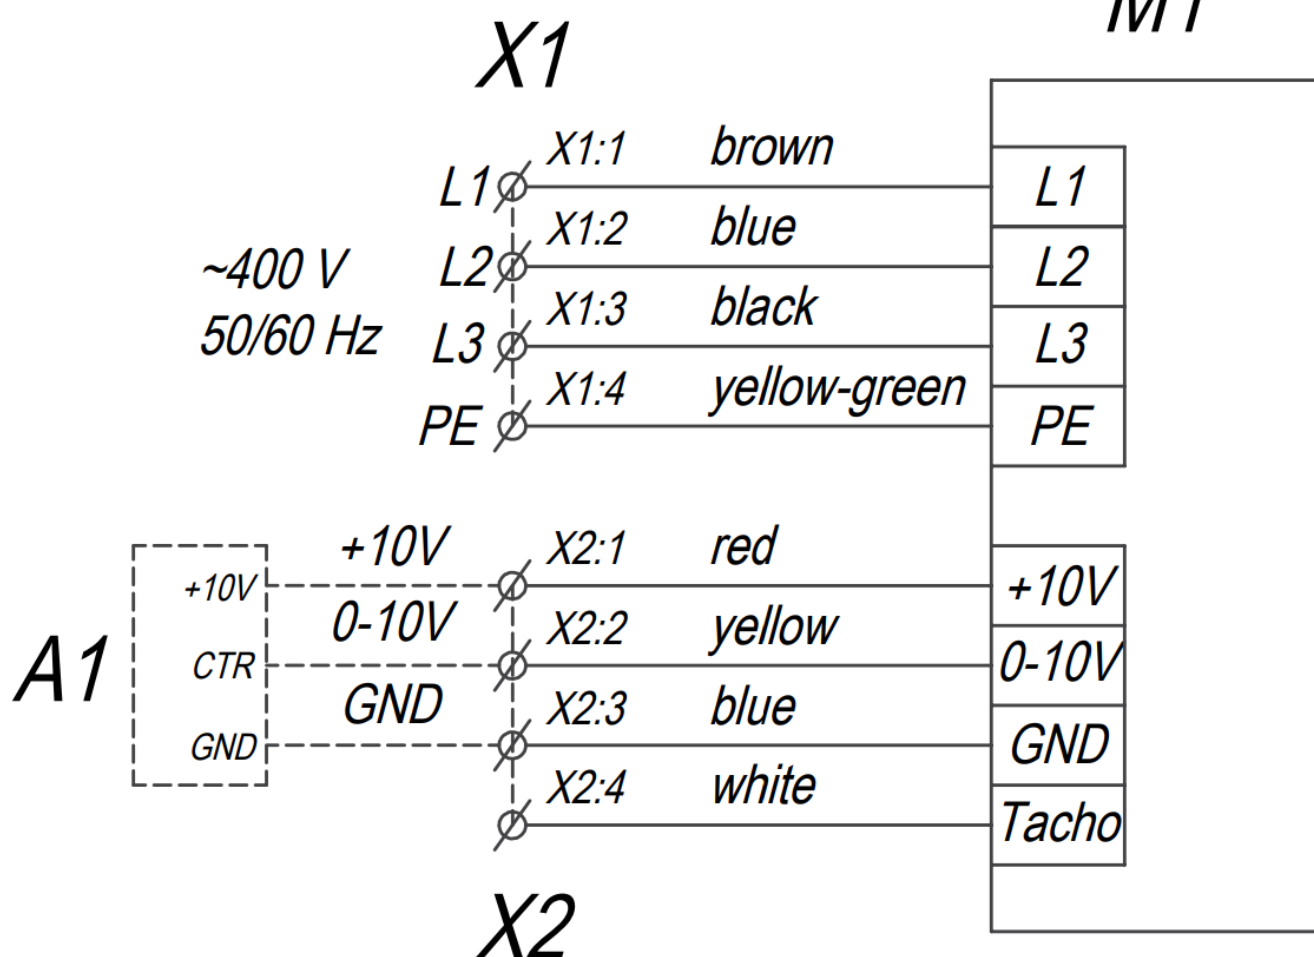 M1
X1
X1:1 brown
L1 L1
X1:2 blue
~400 V L2 L2
X1:3 black
50/60 Hz L3 L3
X1:4 yellow-green
PE PE
+10V X2:1 red
+10V +10V
0-10V X2:2 yellow
A1 CTR 0-10V
GND X2:3 blue
GND GND
X2:4 white
Tacho
X2